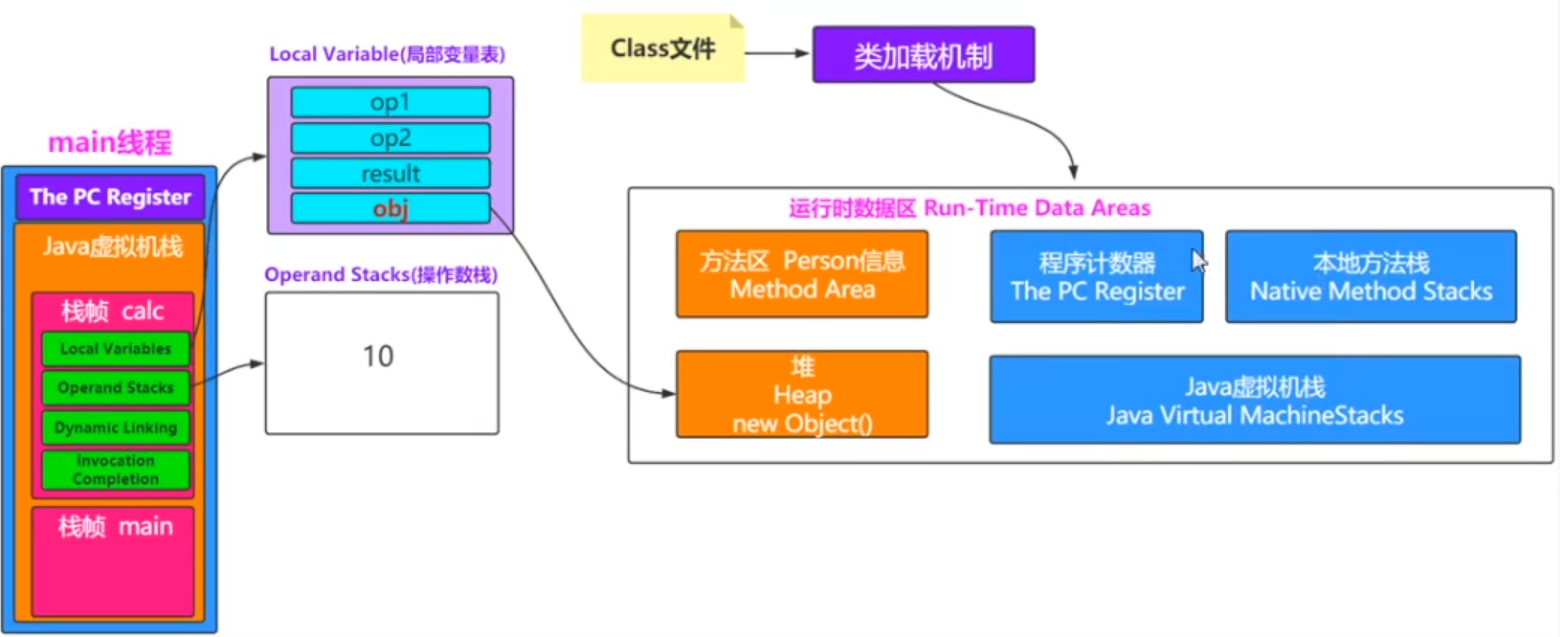 main线程
The PC Register
Java虚拟机栈
栈帧 calc
Local Variables
Operand Stacks
Dynamic Linking
Invocation
Completion
栈帧 main
Local Variable(局部变量表)
op1
op2
result
obj
Operand Stacks(操作数栈)
10
Class文件
类加载机制
运行时数据区 Run-Time Data Areas
方法区 Person信息
Method Area
程序计数器
The PC Register
本地方法栈
Native Method Stacks
堆
Heap
new Object()
Java虚拟机栈
Java Virtual MachineStacks